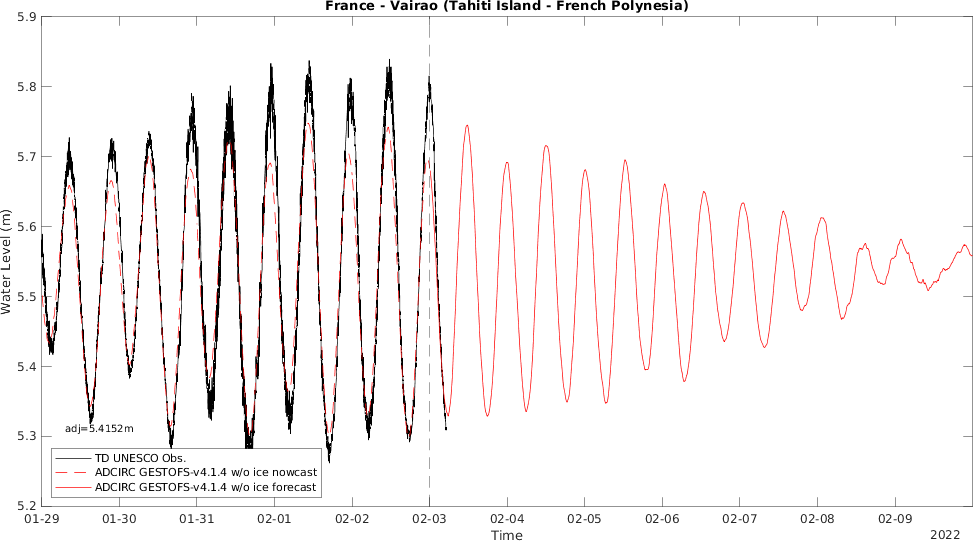 France - Vairao (Tahiti Island - French Polynesia)
5.9
5.8
5.7
5.6
5.5
5.4
5.3
5.2
Water Level (m)
adj=5.4152m
TD UNESCO Obs.
ADCIRC GESTOFS-v4.1.4 w/o ice nowcast
ADCIRC GESTOFS-v4.1.4 w/o ice forecast
01-29 01-30 01-31 02-01 02-02 02-03 02-04 02-05 02-06 02-07 02-08 02-09
Time
2022